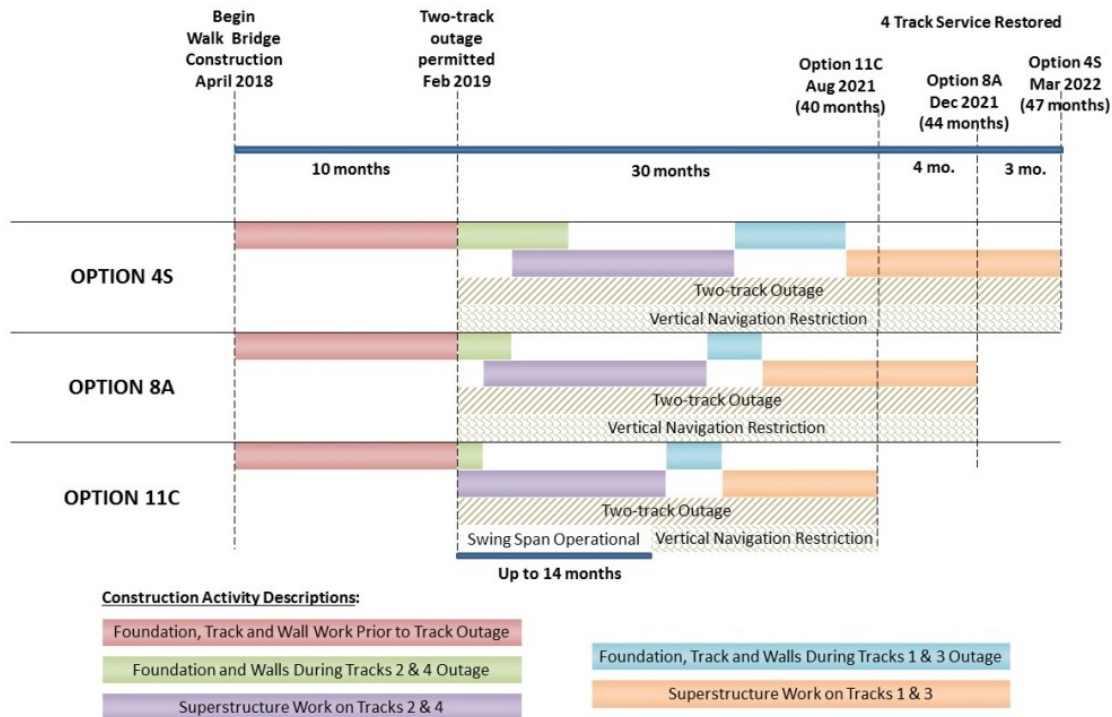 Begin
Walk Bridge
Construction
April 2018
Two-track
outage
permitted
Feb 2019
4 Track Service Restored
Option 11C
Aug 2021
(40 months)
Option 8A
Dec 2021
(44 months)
Option 4S
Mar 2022
(47 months)
10 months
30 months
4 mo.
3 mo.
OPTION 4S
Two-track Outage
Vertical Navigation Restriction
OPTION 8A
Two-track Outage
Vertical Navigation Restriction
OPTION 11C
Two-track Outage
Swing Span Operational
Vertical Navigation Restriction
Up to 14 months
Construction Activity Descriptions:
Foundation, Track and Wall Work Prior to Track Outage
Foundation and Walls During Tracks 2 & 4 Outage
Superstructure Work on Tracks 2 & 4
Foundation, Track and Walls During Tracks 1 & 3 Outage
Superstructure Work on Tracks 1 & 3